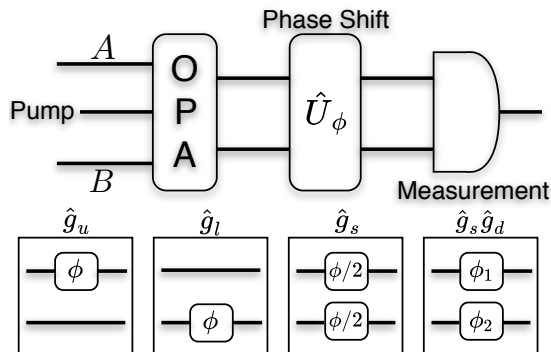 Phase Shift
A
O
P
A
Pump
Û_ϕ
B
Measurement
ĝ_u
ĝ_l
ĝ_s
ĝ_s ĝ_d
ϕ
ϕ/2
ϕ_1
ϕ
ϕ/2
ϕ_2